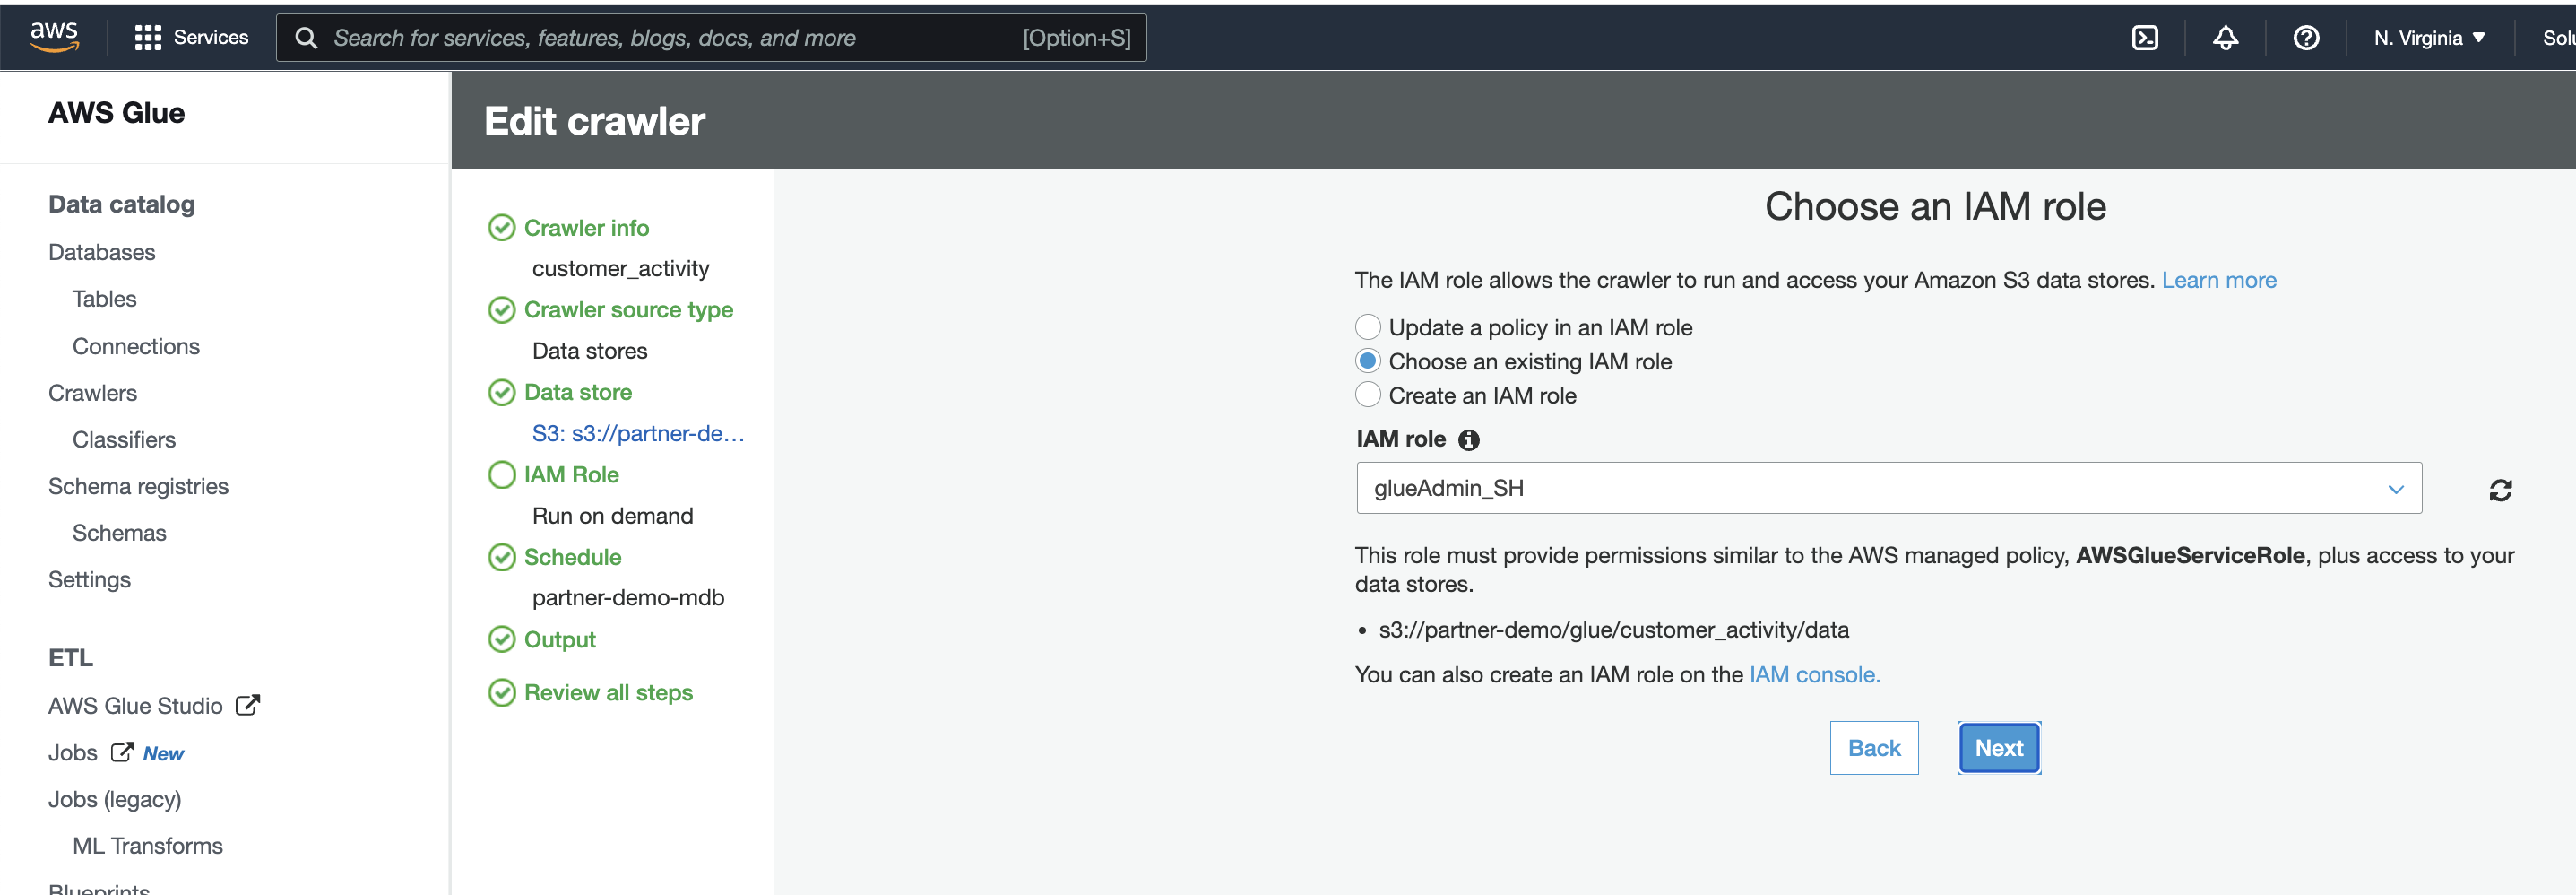 aws
Services
Search for services, features, blogs, docs, and more
[Option+S]
N. Virginia
AWS Glue
Edit crawler
Data catalog
Databases
Tables
Connections
Crawlers
Classifiers
Schema registries
Schemas
Settings
ETL
AWS Glue Studio
Jobs New
Jobs (legacy)
ML Transforms
Blueprints
Crawler info
customer_activity
Crawler source type
Data stores
Data store
S3: s3://partner-de...
IAM Role
Run on demand
Schedule
partner-demo-mdb
Output
Review all steps
Choose an IAM role
The IAM role allows the crawler to run and access your Amazon S3 data stores. Learn more
Update a policy in an IAM role
Choose an existing IAM role
Create an IAM role
IAM role
glueAdmin_SH
This role must provide permissions similar to the AWS managed policy, AWSGlueServiceRole, plus access to your
data stores.
• s3://partner-demo/glue/customer_activity/data
You can also create an IAM role on the IAM console.
Back
Next